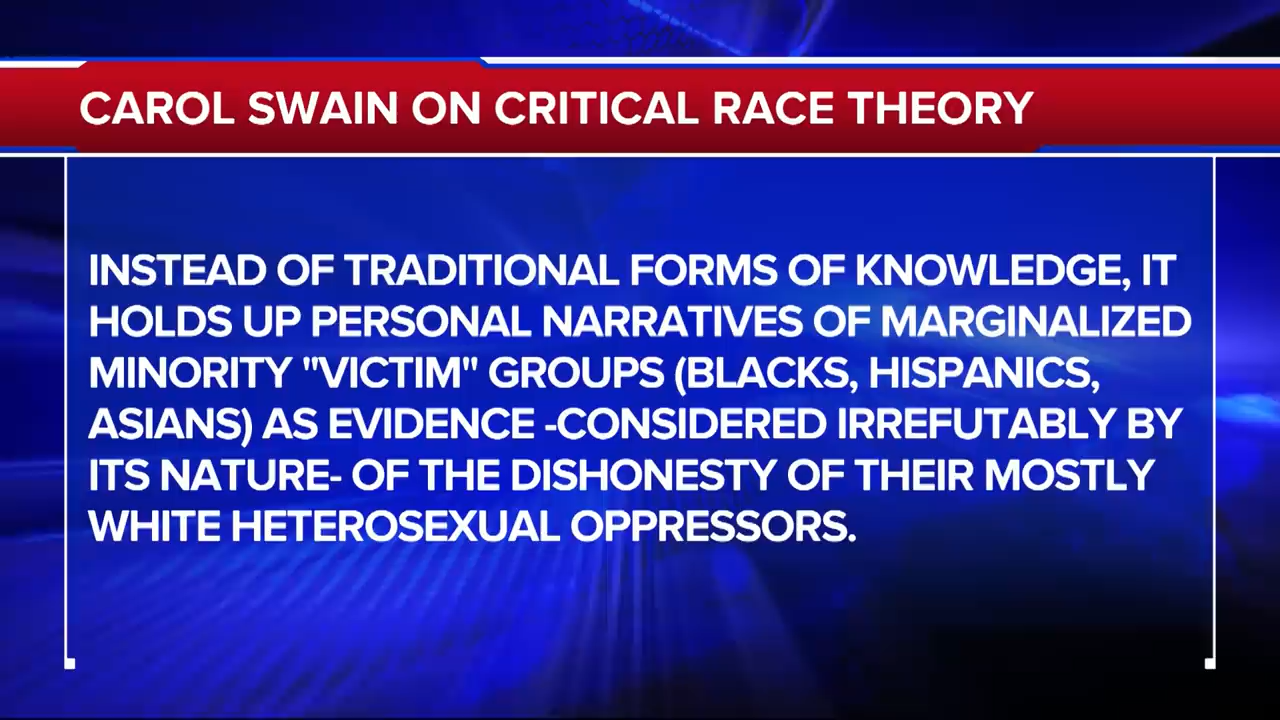 CAROL SWAIN ON CRITICAL RACE THEORY
INSTEAD OF TRADITIONAL FORMS OF KNOWLEDGE, IT
HOLDS UP PERSONAL NARRATIVES OF MARGINALIZED
MINORITY "VICTIM" GROUPS (BLACKS, HISPANICS,
ASIANS) AS EVIDENCE -CONSIDERED IRREFUTABLY BY
ITS NATURE- OF THE DISHONESTY OF THEIR MOSTLY
WHITE HETEROSEXUAL OPPRESSORS.